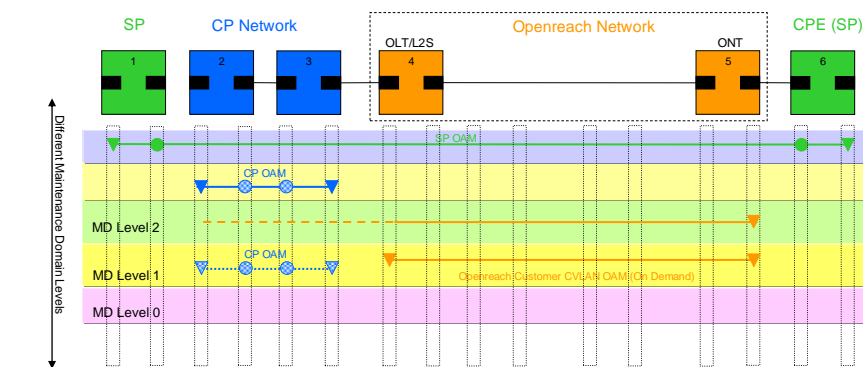 SP
CP Network
Openreach Network
CPE (SP)
OLT/L2S
ONT
1
2
3
4
5
6
SP OAM
CP OAM
MD Level 2
CP OAM
MD Level 1
Openreach Customer CVLAN OAM (On Demand)
MD Level 0
Different Maintenance Domain Levels